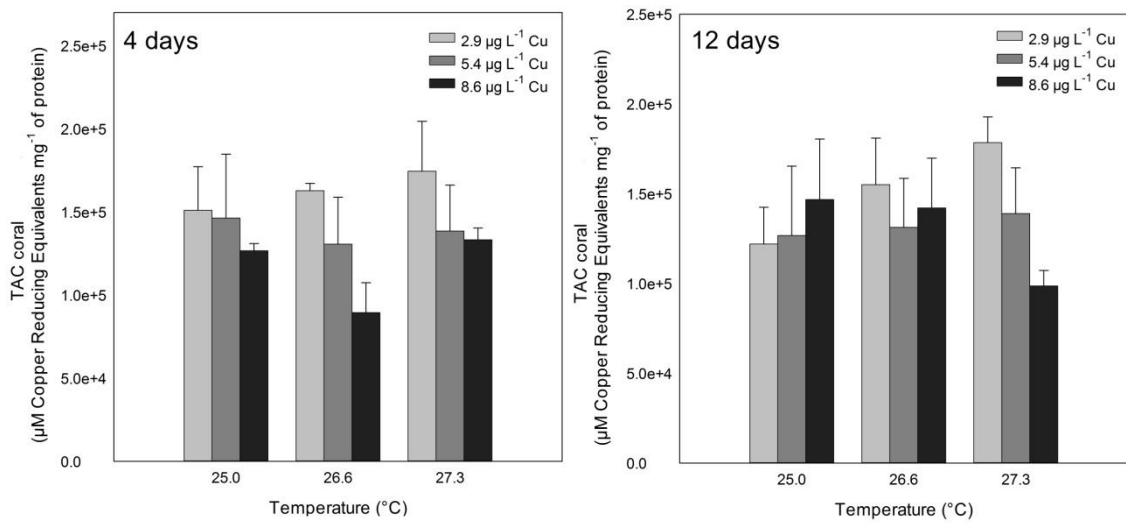 4 days
2.9 µg L-1 Cu
5.4 µg L-1 Cu
8.6 µg L-1 Cu
TAC coral
(µM Copper Reducing Equivalents mg-1 of protein)
2.5e+5
2.0e+5
1.5e+5
1.0e+5
5.0e+4
0.0
25.0 26.6 27.3
Temperature (°C)
12 days
2.9 µg L-1 Cu
5.4 µg L-1 Cu
8.6 µg L-1 Cu
TAC coral
(µM Copper Reducing Equivalents mg-1 of protein)
2.5e+5
2.0e+5
1.5e+5
1.0e+5
5.0e+4
0.0
25.0 26.6 27.3
Temperature (°C)